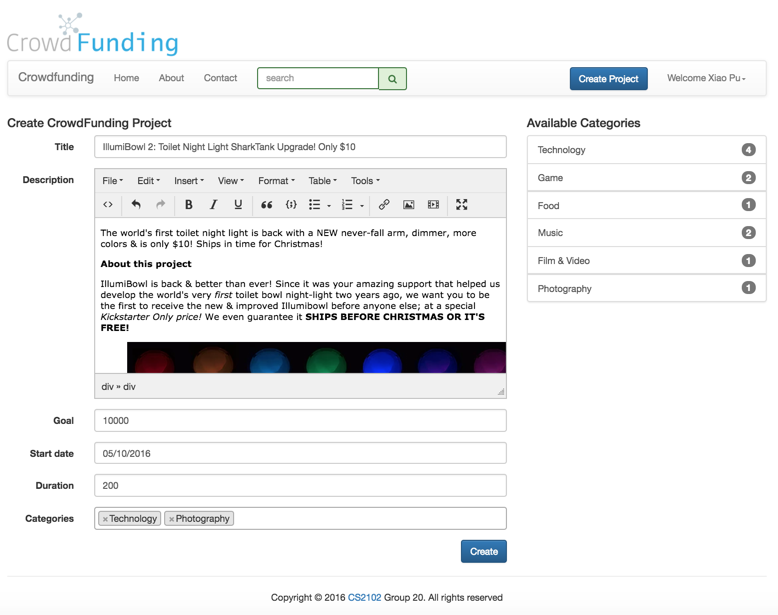 Crowd Funding
Crowdfunding Home About Contact search Create Project Welcome Xiao Pu
Create CrowdFunding Project
Title IllumiBowl 2: Toilet Night Light SharkTank Upgrade! Only $10
Description File Edit Insert View Format Table Tools
B I U
The world's first toilet night light is back with a NEW never-fall arm, dimmer, more
colors & is only $10! Ships in time for Christmas!
About this project
IllumiBowl is back & better than ever! Since it was your amazing support that helped us
develop the world's very first toilet bowl night-light two years ago, we want you to be
the first to receive the new & improved Illumibowl before anyone else; at a special
Kickstarter Only price! We even guarantee it SHIPS BEFORE CHRISTMAS OR IT'S
FREE!
div » div
Goal 10000
Start date 05/10/2016
Duration 200
Categories ×Technology ×Photography
Create
Available Categories
Technology 4
Game 2
Food 1
Music 2
Film & Video 1
Photography 1
Copyright © 2016 CS2102 Group 20. All rights reserved